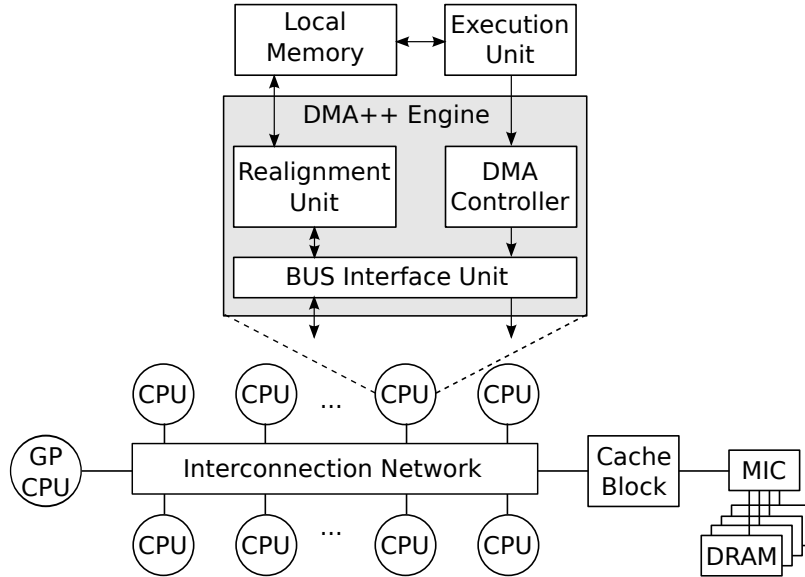 Local
Memory
Execution
Unit
DMA++ Engine
Realignment
Unit
DMA
Controller
BUS Interface Unit
CPU
CPU
...
CPU
CPU
GP
CPU
Interconnection Network
Cache
Block
MIC
CPU
CPU
...
CPU
CPU
DRAM